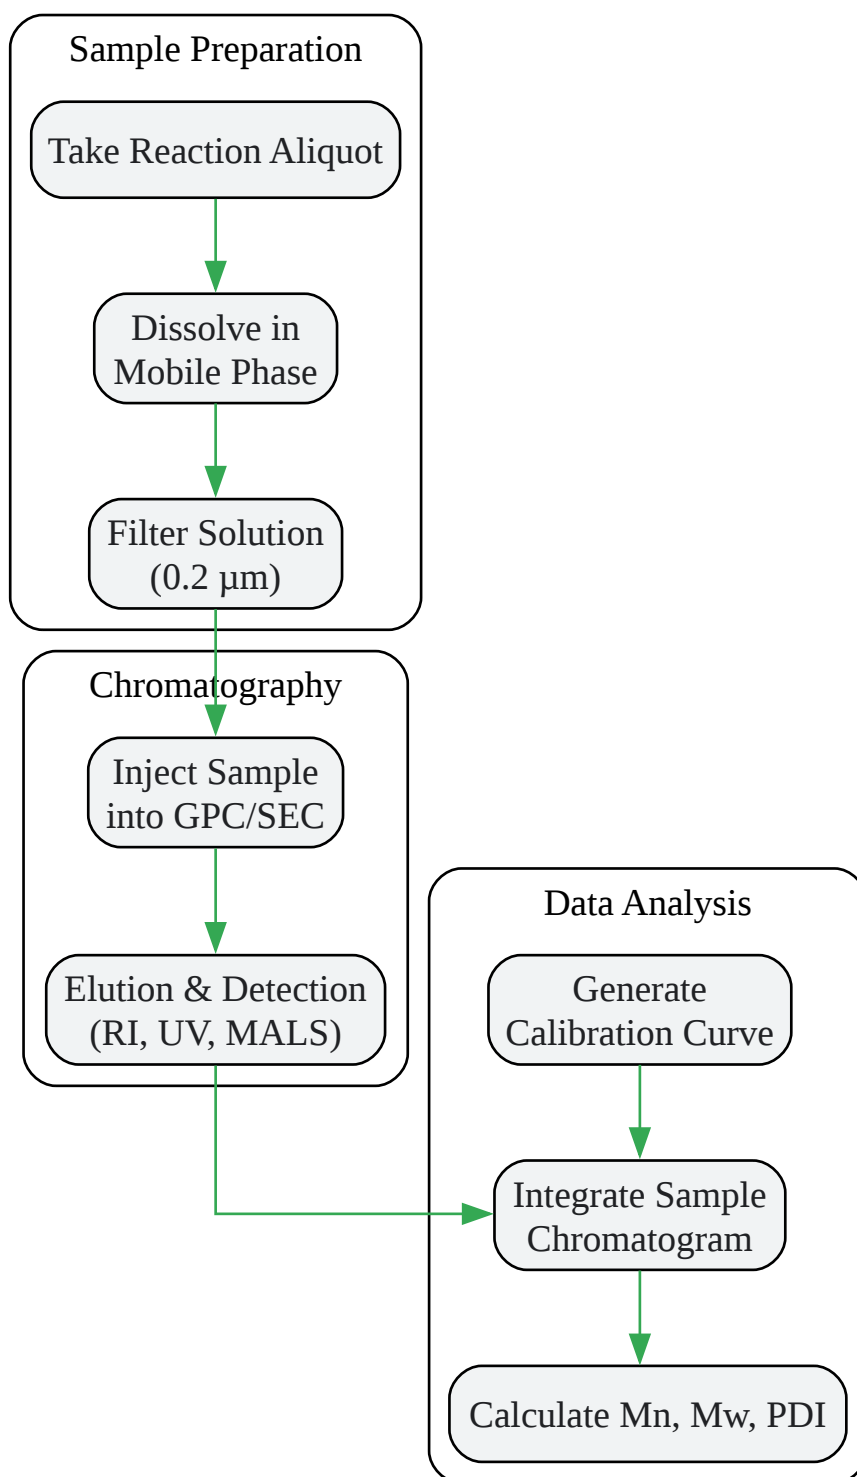 Sample Preparation
Take Reaction Aliquot
Dissolve in
Mobile Phase
Filter Solution
(0.2 µm)
Chromatography
Inject Sample
into GPC/SEC
Elution & Detection
(RI, UV, MALS)
Data Analysis
Generate
Calibration Curve
Integrate Sample
Chromatogram
Calculate Mn, Mw, PDI